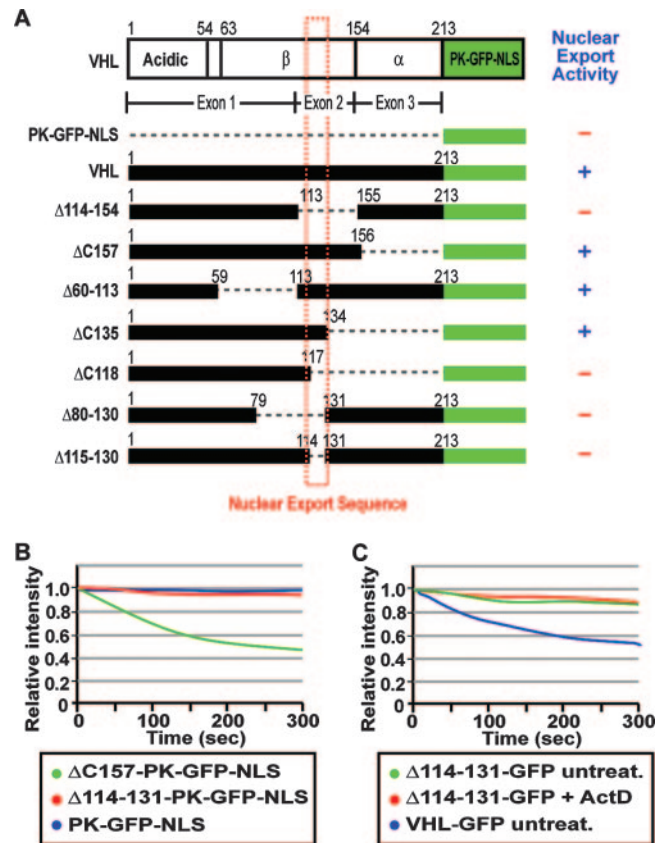 A
1 54 63 154 213
VHL Acidic β α PK-GFP-NLS
Nuclear
Export
Activity
Exon 1 Exon 2 Exon 3
PK-GFP-NLS −
1 213
VHL +
1 113 155 213
Δ114-154 −
1 156
ΔC157 +
1 59 113 213
Δ60-113 +
1 134
ΔC135 +
1 117
ΔC118 −
1 79 131 213
Δ80-130 −
1 114 131 213
Δ115-130 −
Nuclear Export Sequence
B
Relative intensity
1.0
0.8
0.6
0.4
0.2
0
0 100 200 300
Time (sec)
ΔC157-PK-GFP-NLS
Δ114-131-PK-GFP-NLS
PK-GFP-NLS
C
Relative intensity
1.0
0.8
0.6
0.4
0.2
0
0 100 200 300
Time (sec)
Δ114-131-GFP untreat.
Δ114-131-GFP + ActD
VHL-GFP untreat.